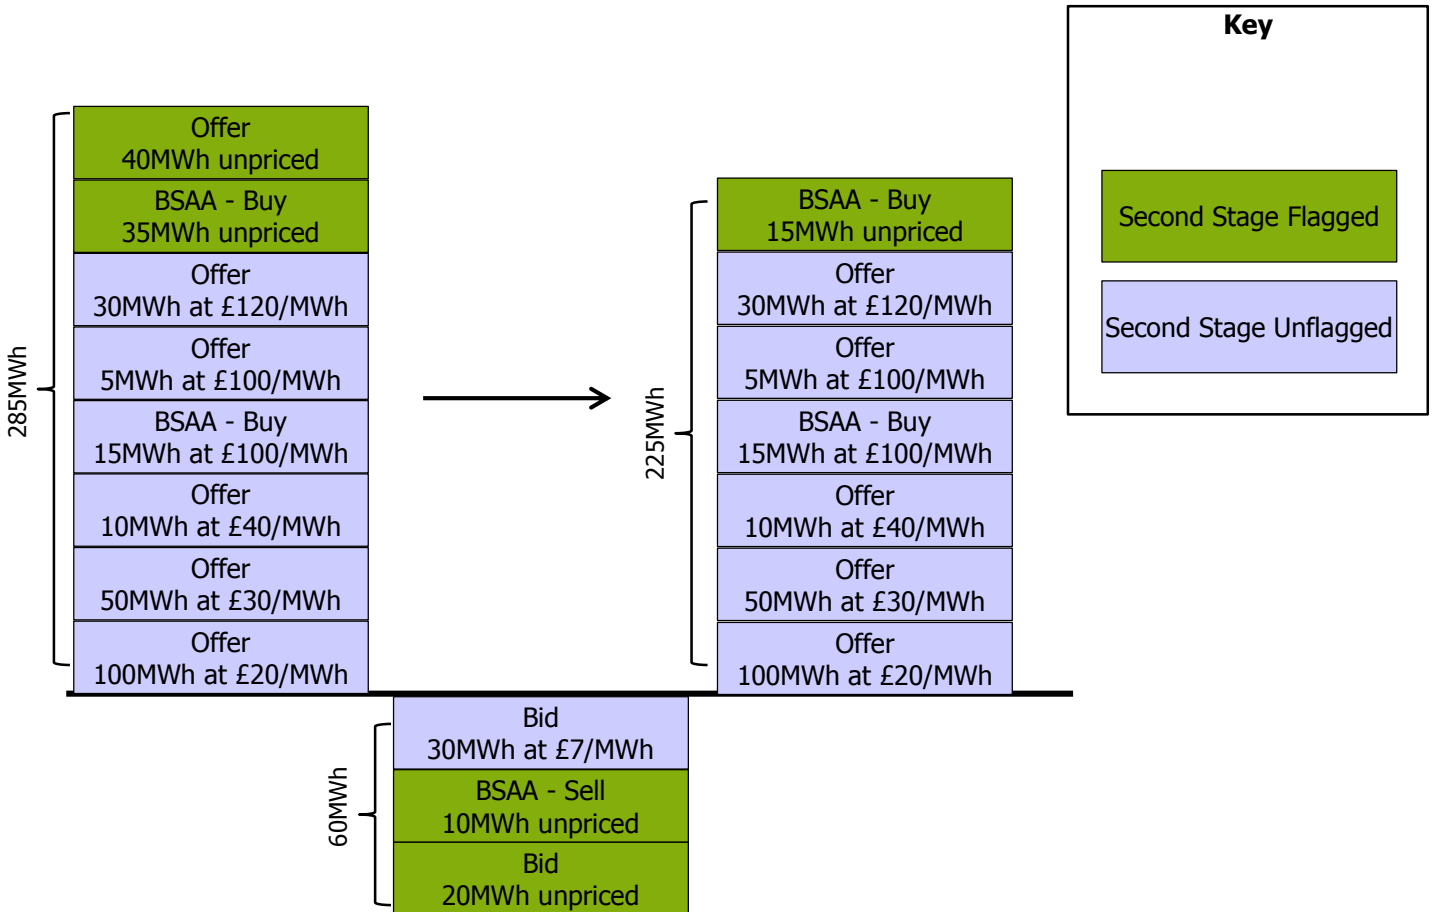 Key
Second Stage Flagged
Second Stage Unflagged
285MWh
Offer
40MWh unpriced
BSAA - Buy
35MWh unpriced
Offer
30MWh at £120/MWh
Offer
5MWh at £100/MWh
BSAA - Buy
15MWh at £100/MWh
Offer
10MWh at £40/MWh
Offer
50MWh at £30/MWh
Offer
100MWh at £20/MWh
225MWh
BSAA - Buy
15MWh unpriced
Offer
30MWh at £120/MWh
Offer
5MWh at £100/MWh
BSAA - Buy
15MWh at £100/MWh
Offer
10MWh at £40/MWh
Offer
50MWh at £30/MWh
Offer
100MWh at £20/MWh
60MWh
Bid
30MWh at £7/MWh
BSAA - Sell
10MWh unpriced
Bid
20MWh unpriced